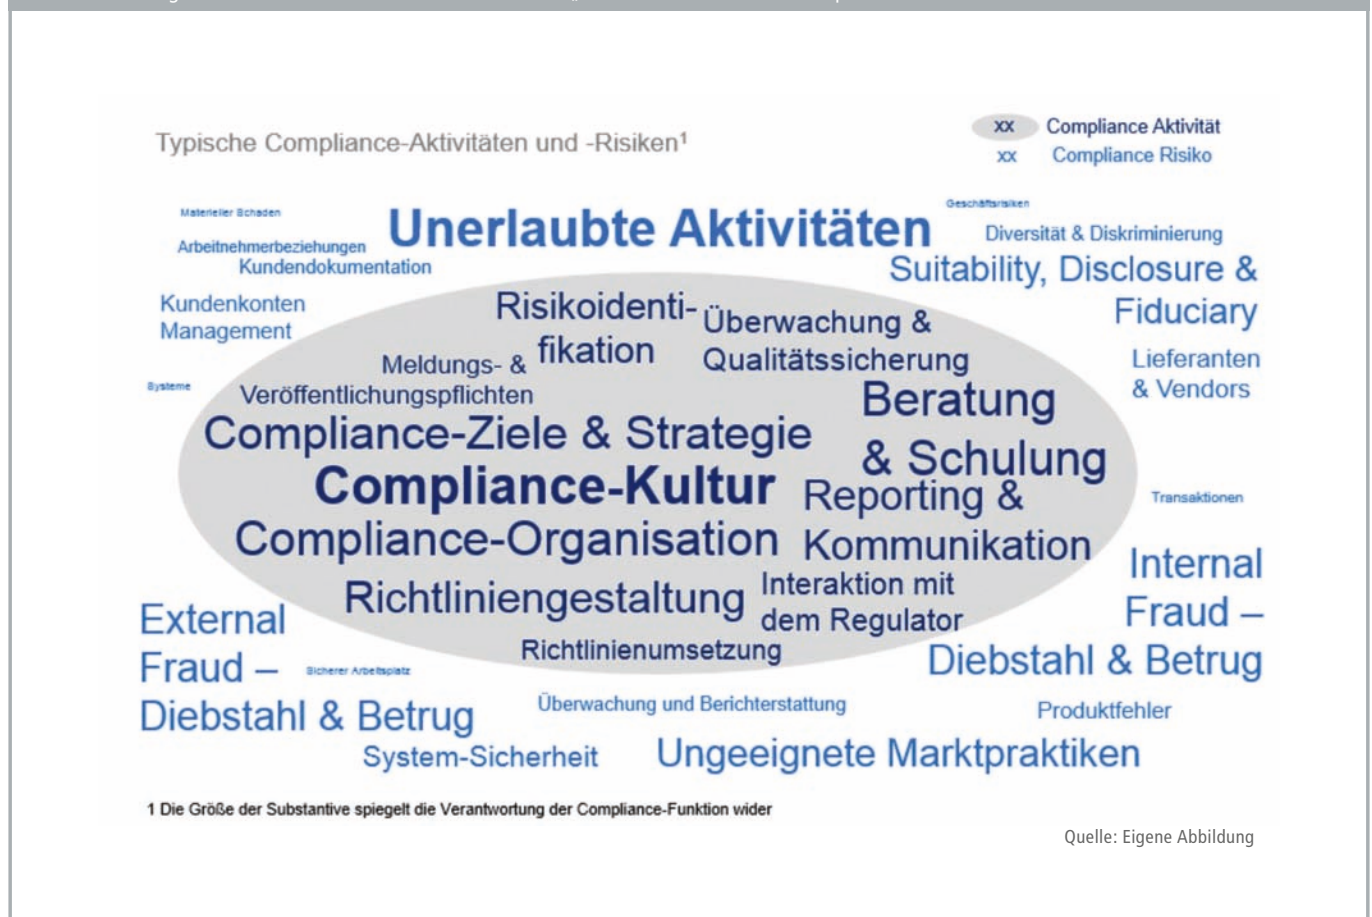 Typische Compliance-Aktivitäten und -Risiken¹
xx Compliance Aktivität
xx Compliance Risiko
Materieller Schaden
Unerlaubte Aktivitäten
Geschäftsrisiken
Arbeitnehmerbeziehungen
Diversität & Diskriminierung
Kundendokumentation
Suitability, Disclosure &
Fiduciary
Kundenkonten
Management
Risikoidenti-
fikation
Überwachung &
Qualitätssicherung
Lieferanten
& Vendors
Meldungs- &
Veröffentlichungspflichten
Systeme
Beratung
& Schulung
Compliance-Ziele & Strategie
Compliance-Kultur
Reporting &
Kommunikation
Transaktionen
Compliance-Organisation
Internal
Fraud –
Diebstahl & Betrug
Richtliniengestaltung
Interaktion mit
dem Regulator
External
Fraud –
Diebstahl & Betrug
Richtlinienumsetzung
Sicherer Arbeitsplatz
Überwachung und Berichterstattung
Produktfehler
System-Sicherheit
Ungeeignete Marktpraktiken
1 Die Größe der Substantive spiegelt die Verantwortung der Compliance-Funktion wider
Quelle: Eigene Abbildung